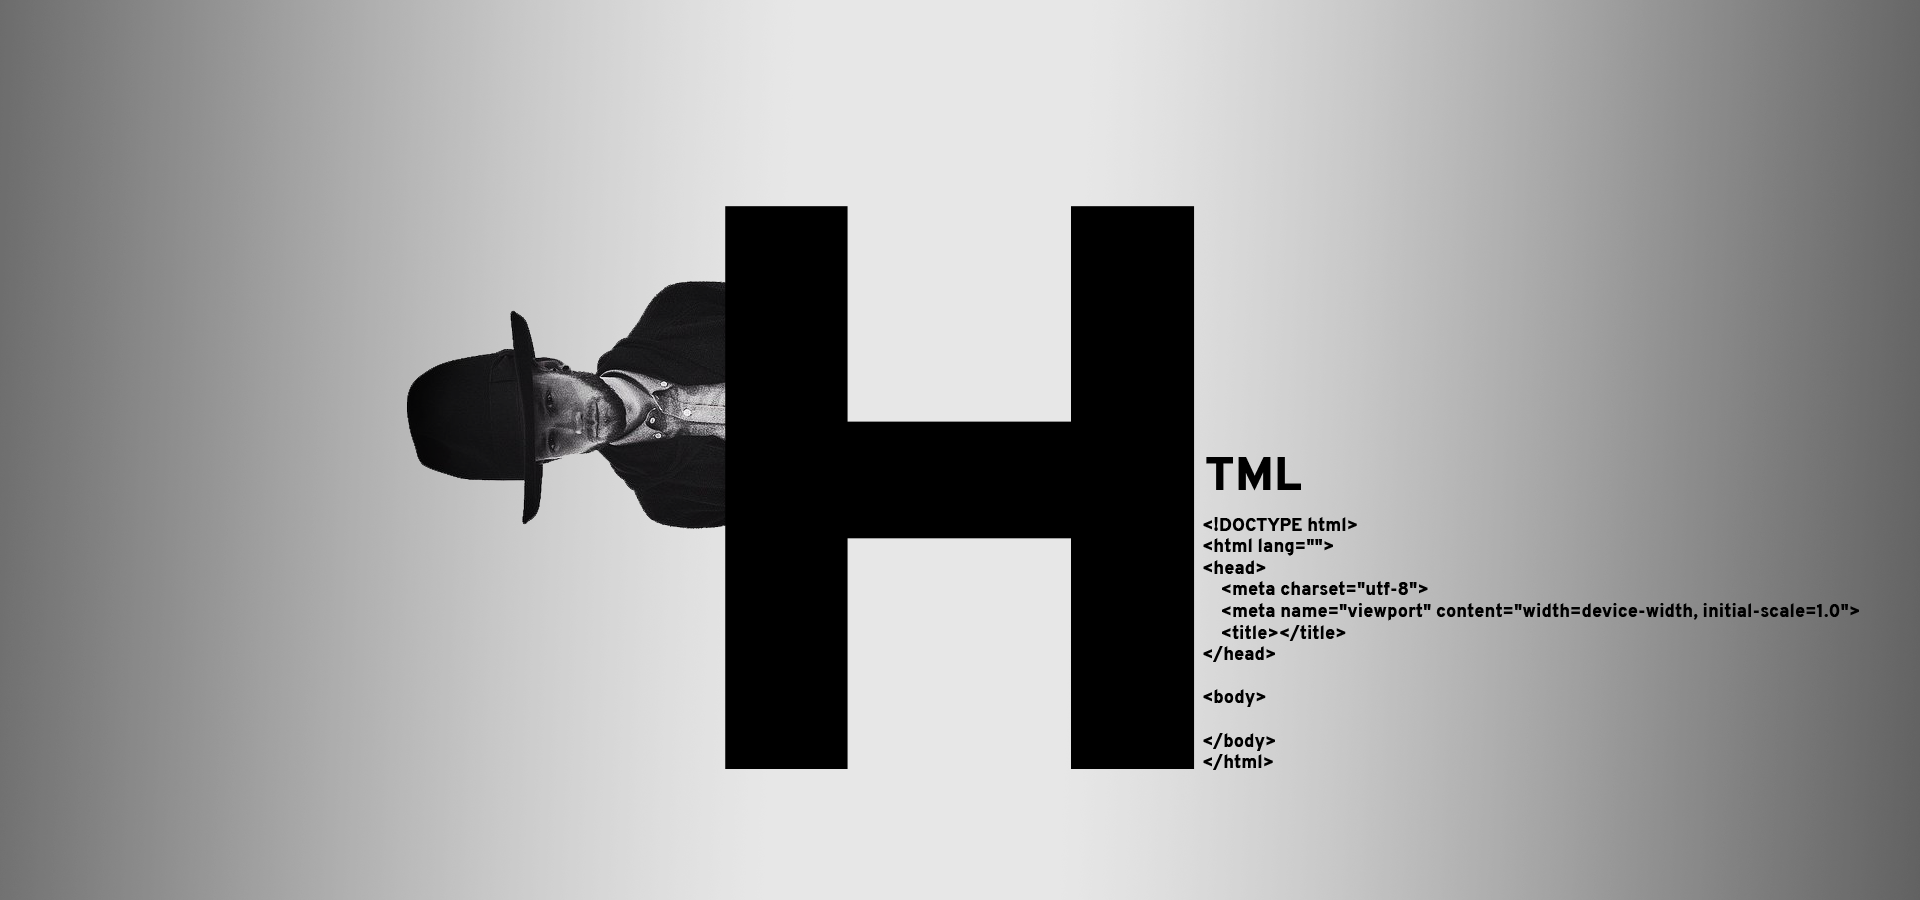 H
TML
<!DOCTYPE html>
<html lang="">
<head>
<meta charset="utf-8">
<meta name="viewport" content="width=device-width, initial-scale=1.0">
<title></title>
</head>
<body>
</body>
</html>